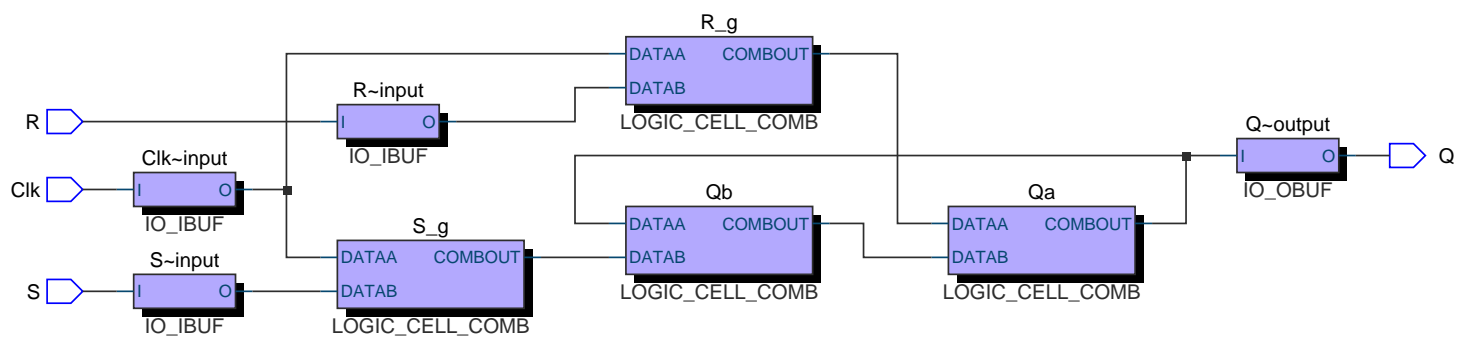 R_g
DATAA COMBOUT
DATAB
LOGIC_CELL_COMB
R~input
R I O
IO_IBUF
Q~output
I O Q
IO_OBUF
Clk~input
Clk I O
IO_IBUF
Qb
DATAA COMBOUT
DATAB
LOGIC_CELL_COMB
Qa
DATAA COMBOUT
DATAB
LOGIC_CELL_COMB
S_g
DATAA COMBOUT
DATAB
LOGIC_CELL_COMB
S~input
S I O
IO_IBUF